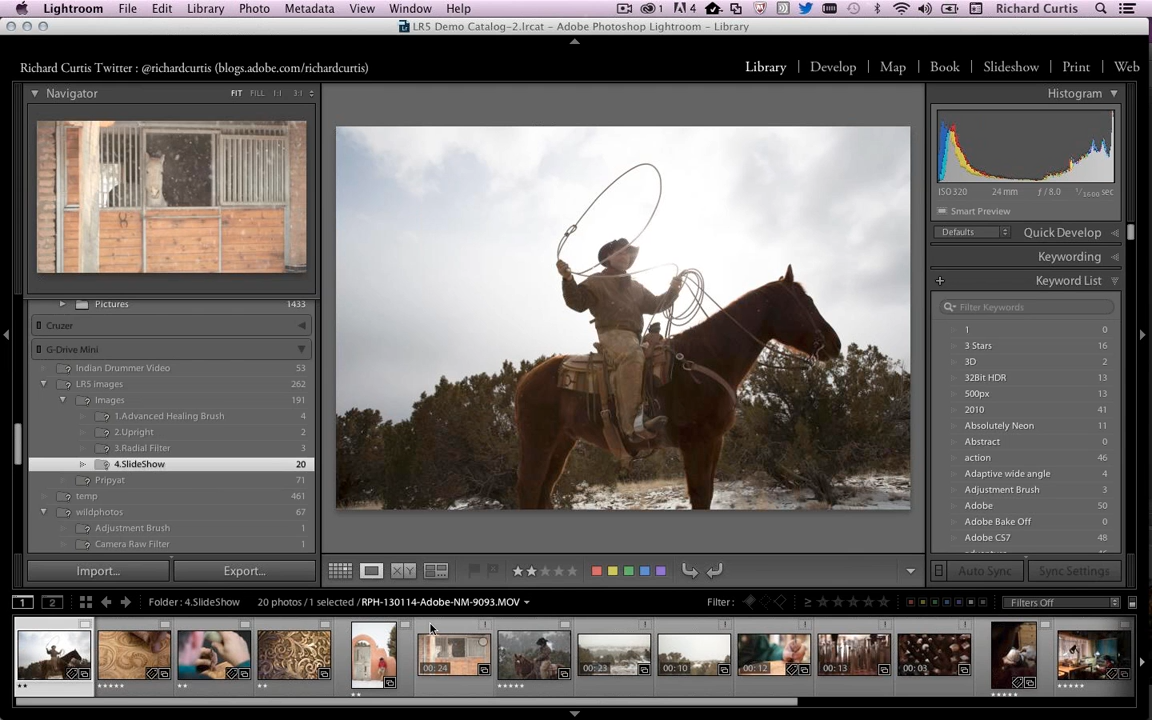 Lightroom File Edit Library Photo Metadata View Window Help 4 Richard Curtis
LR5 Demo Catalog-2.lrcat – Adobe Photoshop Lightroom – Library
Richard Curtis Twitter : @richardcurtis (blogs.adobe.com/richardcurtis)
Library | Develop | Map | Book | Slideshow | Print | Web
Navigator FIT FILL 1:1 3:1
Histogram
ISO 320 24 mm ƒ / 8.0 1/1600 sec
Smart Preview
Defaults Quick Develop
Keywording
Keyword List
Filter Keywords
1 0
3 Stars 16
3D 2
32Bit HDR 13
500px 13
2010 41
Absolutely Neon 11
Abstract 0
action 46
Adaptive wide angle 4
Adjustment Brush 3
Adobe 50
Adobe Bake Off 0
Adobe CS7 48
Pictures 1433
Cruzer
G-Drive Mini
Indian Drummer Video 53
LR5 images 262
Images 191
1.Advanced Healing Brush 4
2.Upright 2
3.Radial Filter 3
4.SlideShow 20
Pripyat 71
temp 461
wildphotos 67
Adjustment Brush 1
Camera Raw Filter 1
Import... Export...
XY
Auto Sync Sync Settings
1 2 Folder : 4.SlideShow 20 photos / 1 selected / RPH-130114-Adobe-NM-9093.MOV Filter : Filters Off
00: 24
00: 23
00: 10
00: 12
00: 13
00: 03